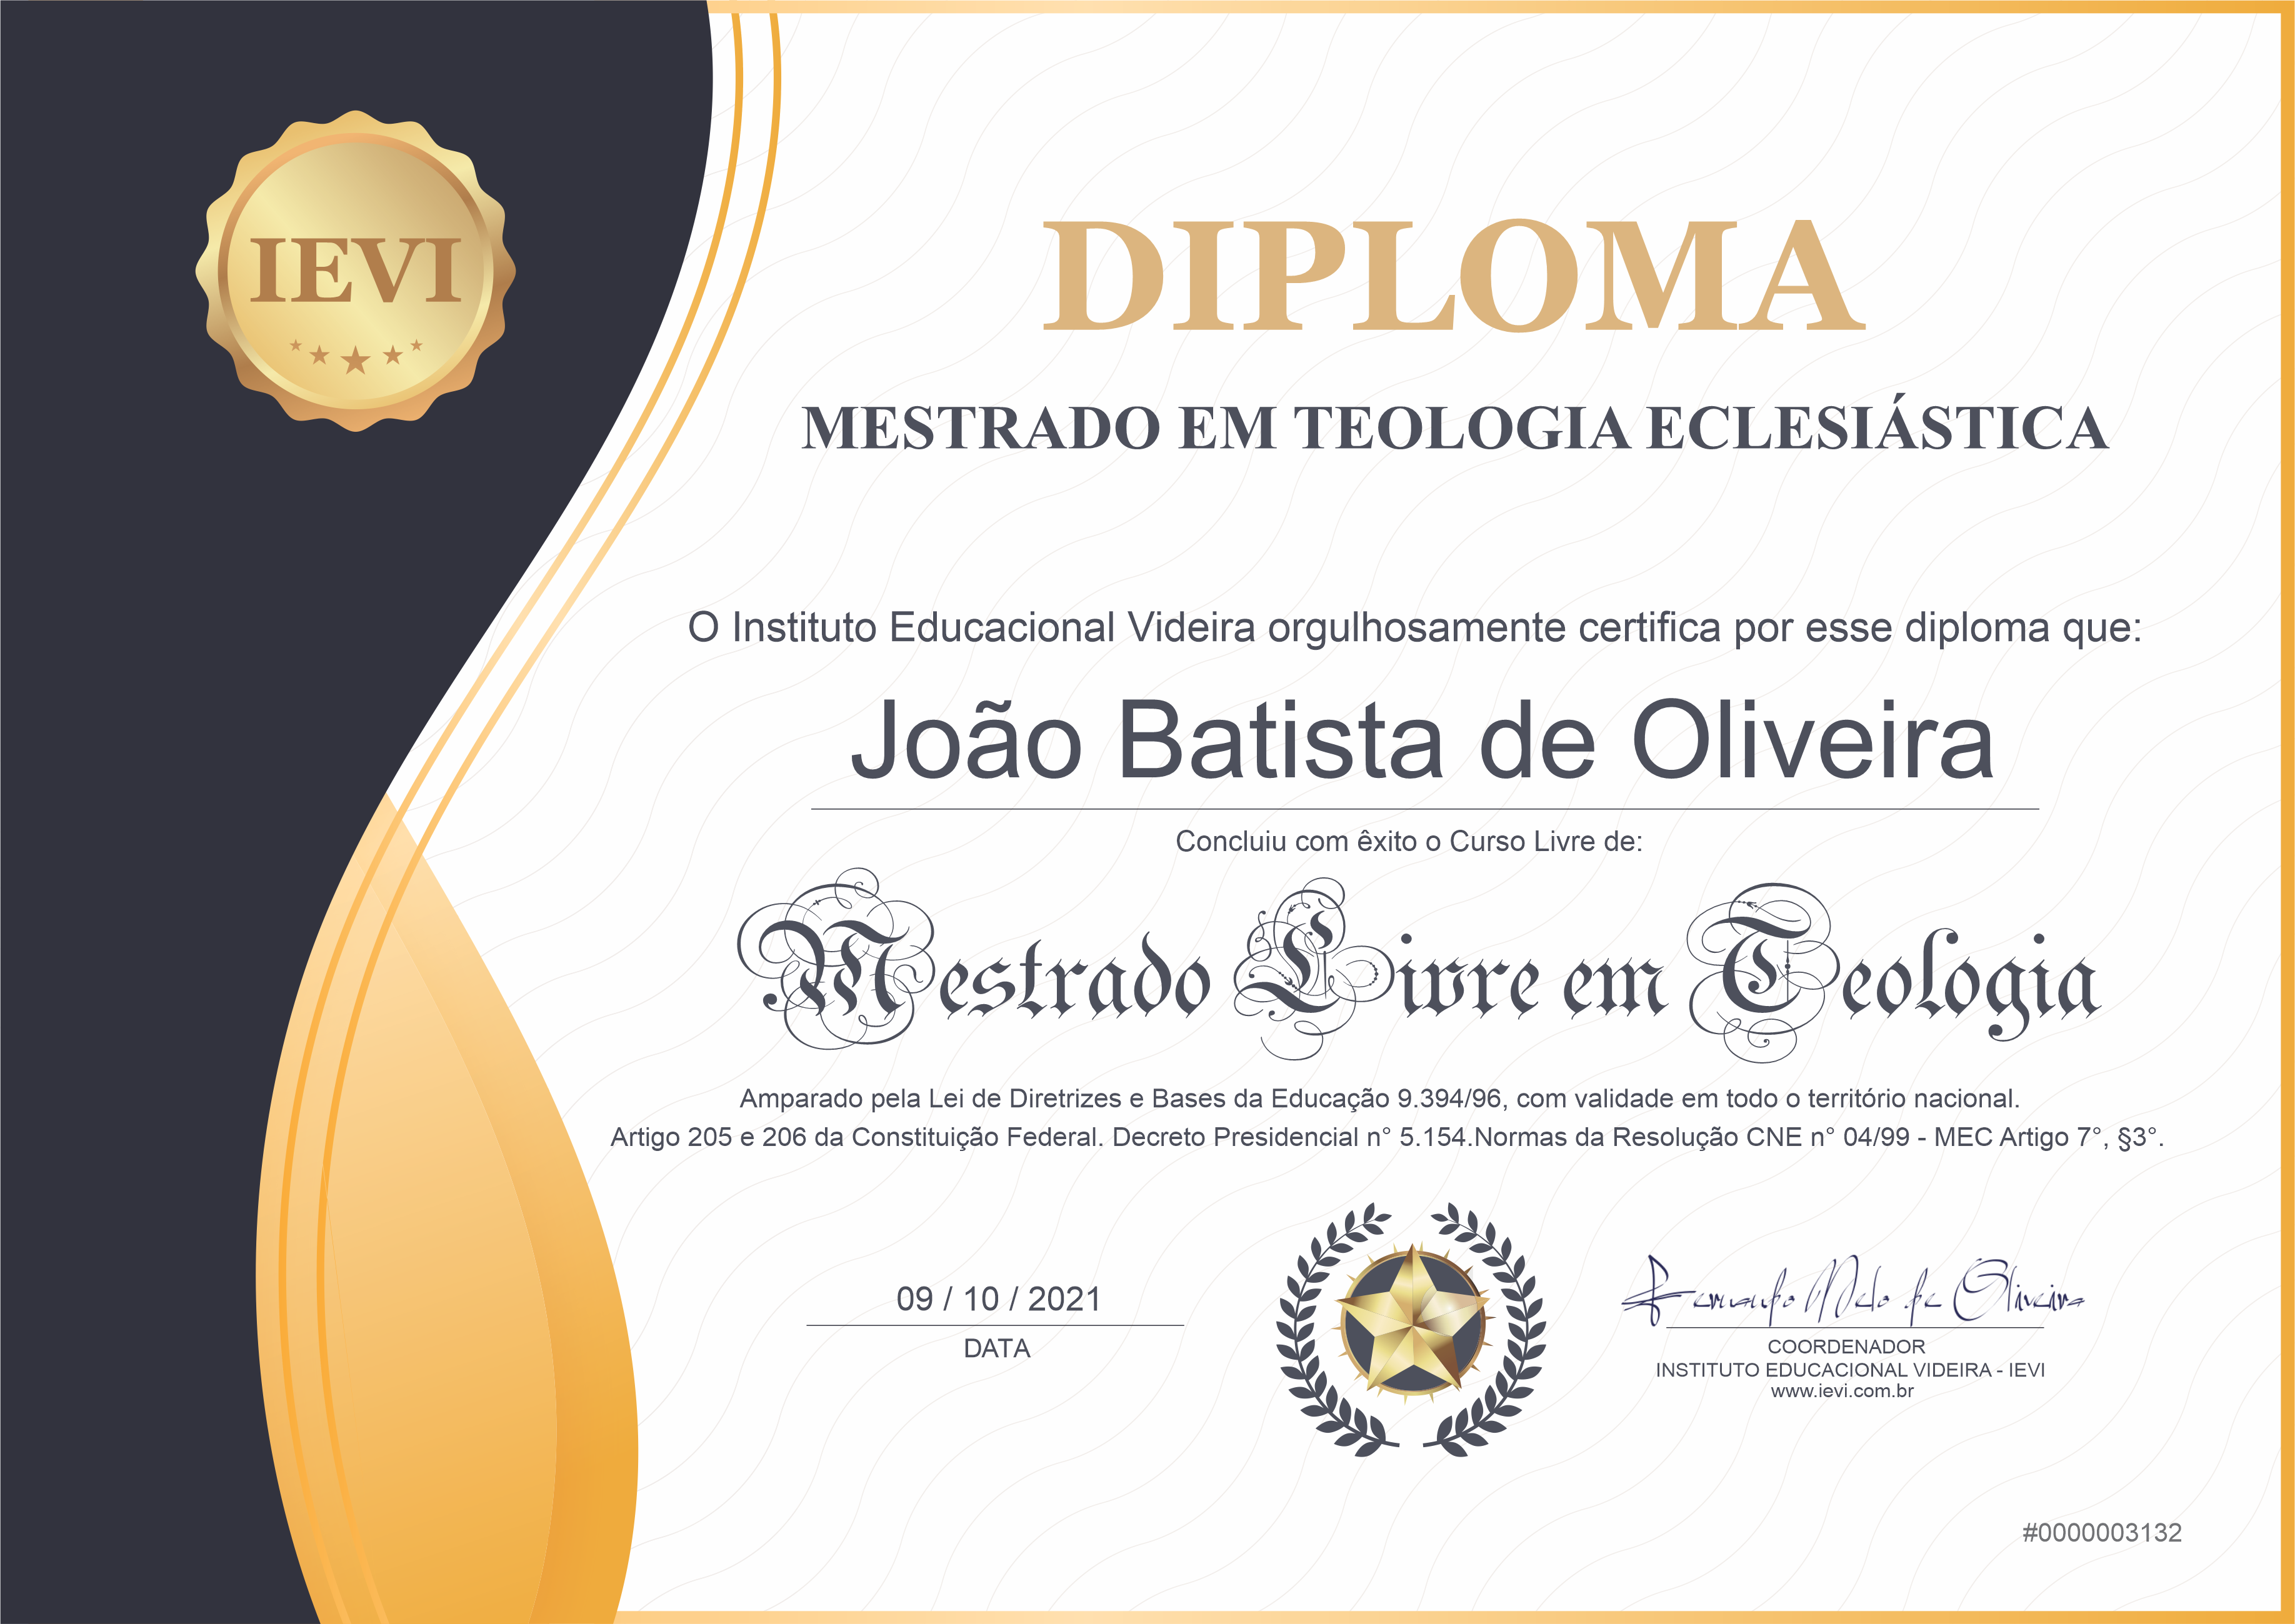 IEVI
DIPLOMA
MESTRADO EM TEOLOGIA ECLESIÁSTICA
O Instituto Educacional Videira orgulhosamente certifica por esse diploma que:
João Batista de Oliveira
Concluiu com êxito o Curso Livre de:
Mestrado Livre em Teologia
Amparado pela Lei de Diretrizes e Bases da Educação 9.394/96, com validade em todo o território nacional.
Artigo 205 e 206 da Constituição Federal. Decreto Presidencial n° 5.154.Normas da Resolução CNE n° 04/99 - MEC Artigo 7°, §3°.
09 / 10 / 2021
DATA
Fernando Melo de Oliveira
COORDENADOR
INSTITUTO EDUCACIONAL VIDEIRA - IEVI
www.ievi.com.br
#0000003132